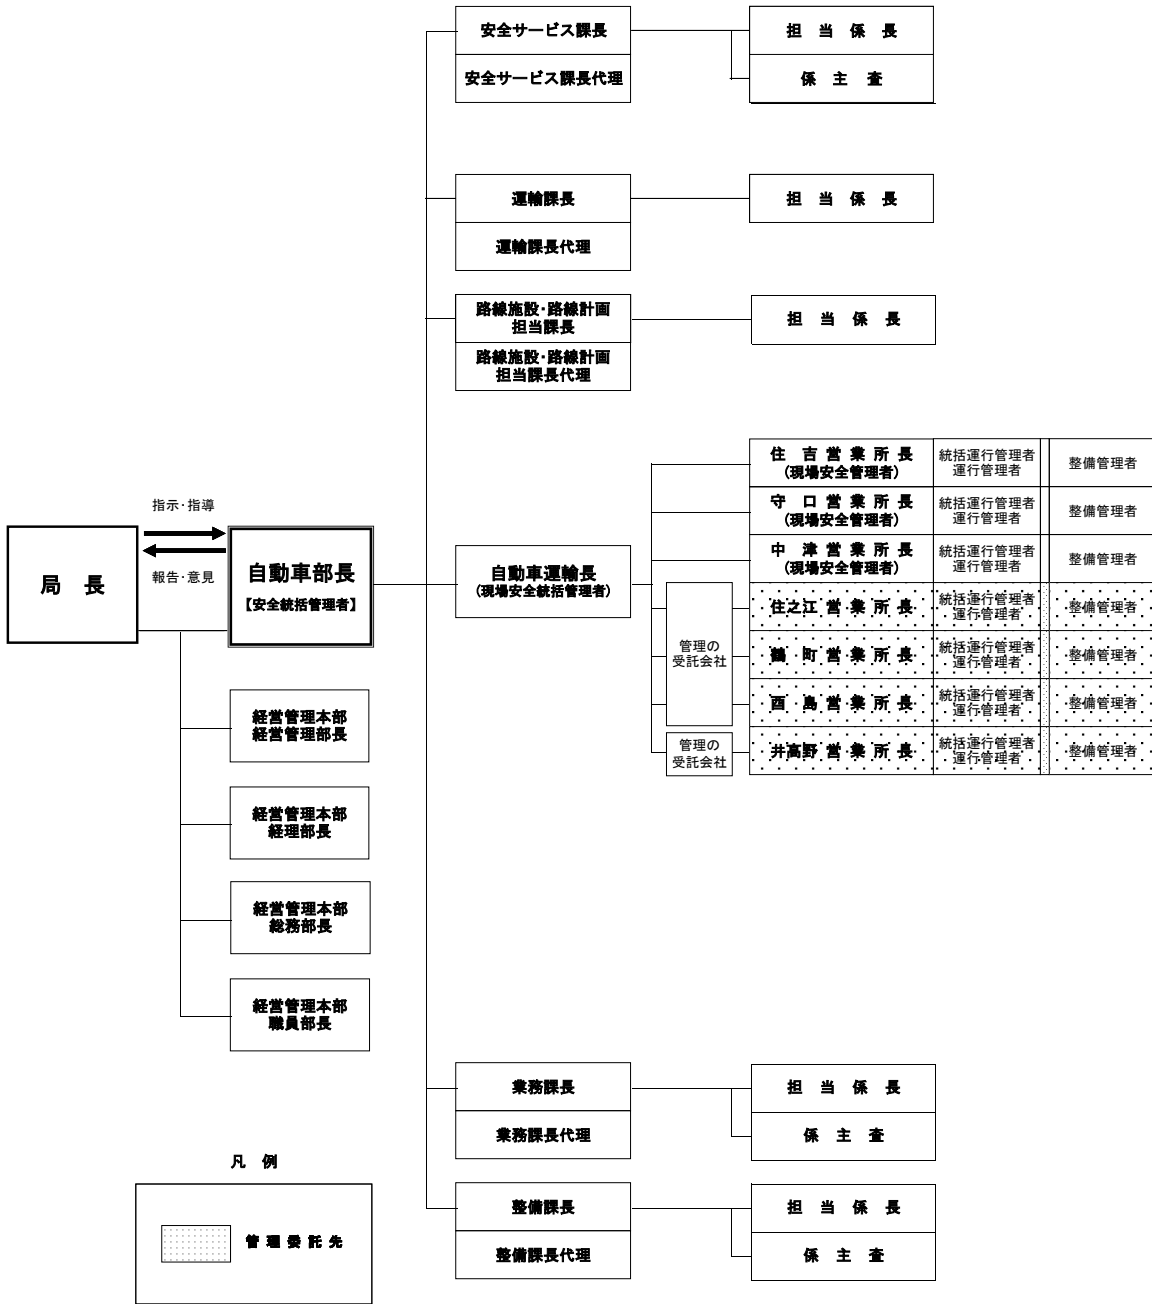 安全サービス課長
安全サービス課長代理
担 当 係 長
係 主 査
運輸課長
運輸課長代理
担 当 係 長
路線施設・路線計画
担当課長
路線施設・路線計画
担当課長代理
担 当 係 長
局 長
指示・指導
報告・意見
自動車部長
【安全統括管理者】
自動車運輸長
(現場安全統括管理者)
住 吉 営 業 所 長
(現場安全管理者)
統括運行管理者
運行管理者
整備管理者
守 口 営 業 所 長
(現場安全管理者)
統括運行管理者
運行管理者
整備管理者
中 津 営 業 所 長
(現場安全管理者)
統括運行管理者
運行管理者
整備管理者
管理の
受託会社
住之江 営 業 所 長
統括運行管理者
運行管理者
整備管理者
鶴 町 営 業 所 長
統括運行管理者
運行管理者
整備管理者
酉 島 営 業 所 長
統括運行管理者
運行管理者
整備管理者
管理の
受託会社
井高野 営 業 所 長
統括運行管理者
運行管理者
整備管理者
経営管理本部
経営管理部長
経営管理本部
経理部長
経営管理本部
総務部長
経営管理本部
職員部長
業務課長
業務課長代理
担 当 係 長
係 主 査
整備課長
整備課長代理
担 当 係 長
係 主 査
凡 例
管 理 委 託 先